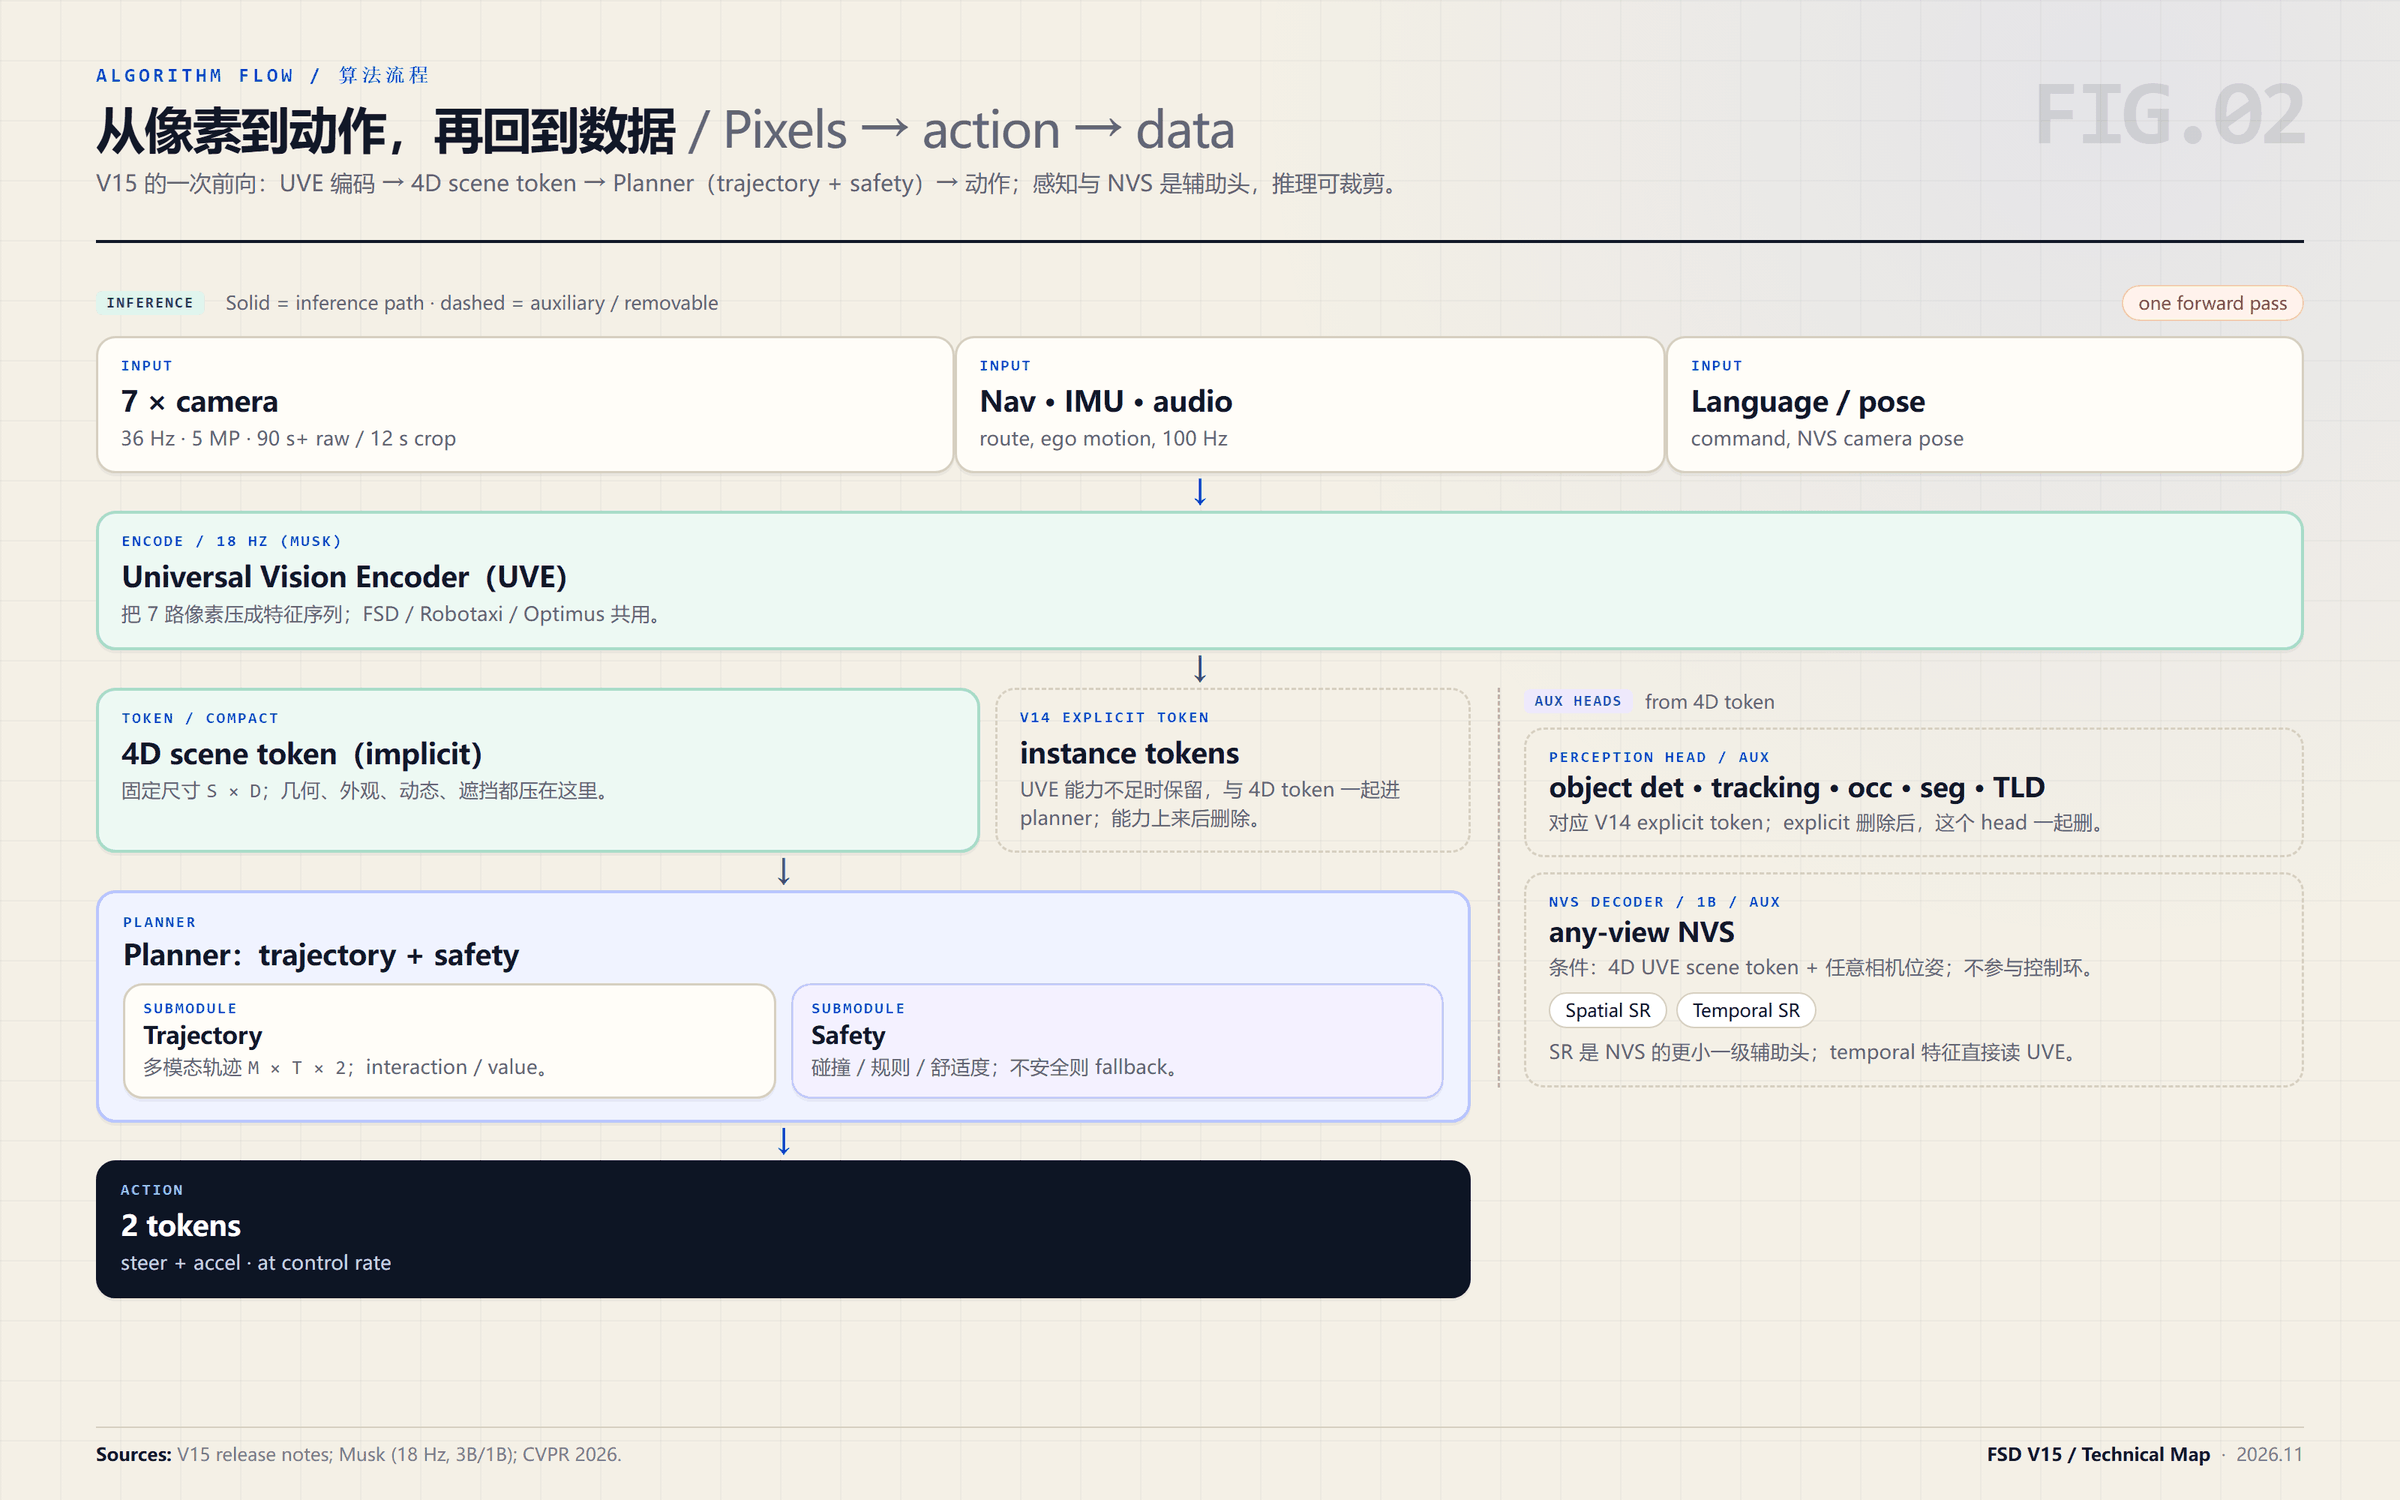 ALGORITHM FLOW / 算法流程
从像素到动作，再回到数据 / Pixels → action → data
FIG.02
V15 的一次前向：UVE 编码 → 4D scene token → Planner（trajectory + safety）→ 动作；感知与 NVS 是辅助头，推理可裁剪。
INFERENCE Solid = inference path · dashed = auxiliary / removable
one forward pass
INPUT
7 × camera
36 Hz · 5 MP · 90 s+ raw / 12 s crop
INPUT
Nav • IMU • audio
route, ego motion, 100 Hz
INPUT
Language / pose
command, NVS camera pose
↓
ENCODE / 18 HZ (MUSK)
Universal Vision Encoder（UVE）
把 7 路像素压成特征序列；FSD / Robotaxi / Optimus 共用。
↓
TOKEN / COMPACT
4D scene token（implicit）
固定尺寸 S × D；几何、外观、动态、遮挡都压在这里。
V14 EXPLICIT TOKEN
instance tokens
UVE 能力不足时保留，与 4D token 一起进
planner；能力上来后删除。
↓
PLANNER
Planner：trajectory + safety
SUBMODULE
Trajectory
多模态轨迹 M × T × 2；interaction / value。
SUBMODULE
Safety
碰撞 / 规则 / 舒适度；不安全则 fallback。
↓
ACTION
2 tokens
steer + accel · at control rate
AUX HEADS from 4D token
PERCEPTION HEAD / AUX
object det • tracking • occ • seg • TLD
对应 V14 explicit token；explicit 删除后，这个 head 一起删。
NVS DECODER / 1B / AUX
any-view NVS
条件：4D UVE scene token + 任意相机位姿；不参与控制环。
Spatial SR
Temporal SR
SR 是 NVS 的更小一级辅助头；temporal 特征直接读 UVE。
Sources: V15 release notes; Musk (18 Hz, 3B/1B); CVPR 2026.
FSD V15 / Technical Map · 2026.11